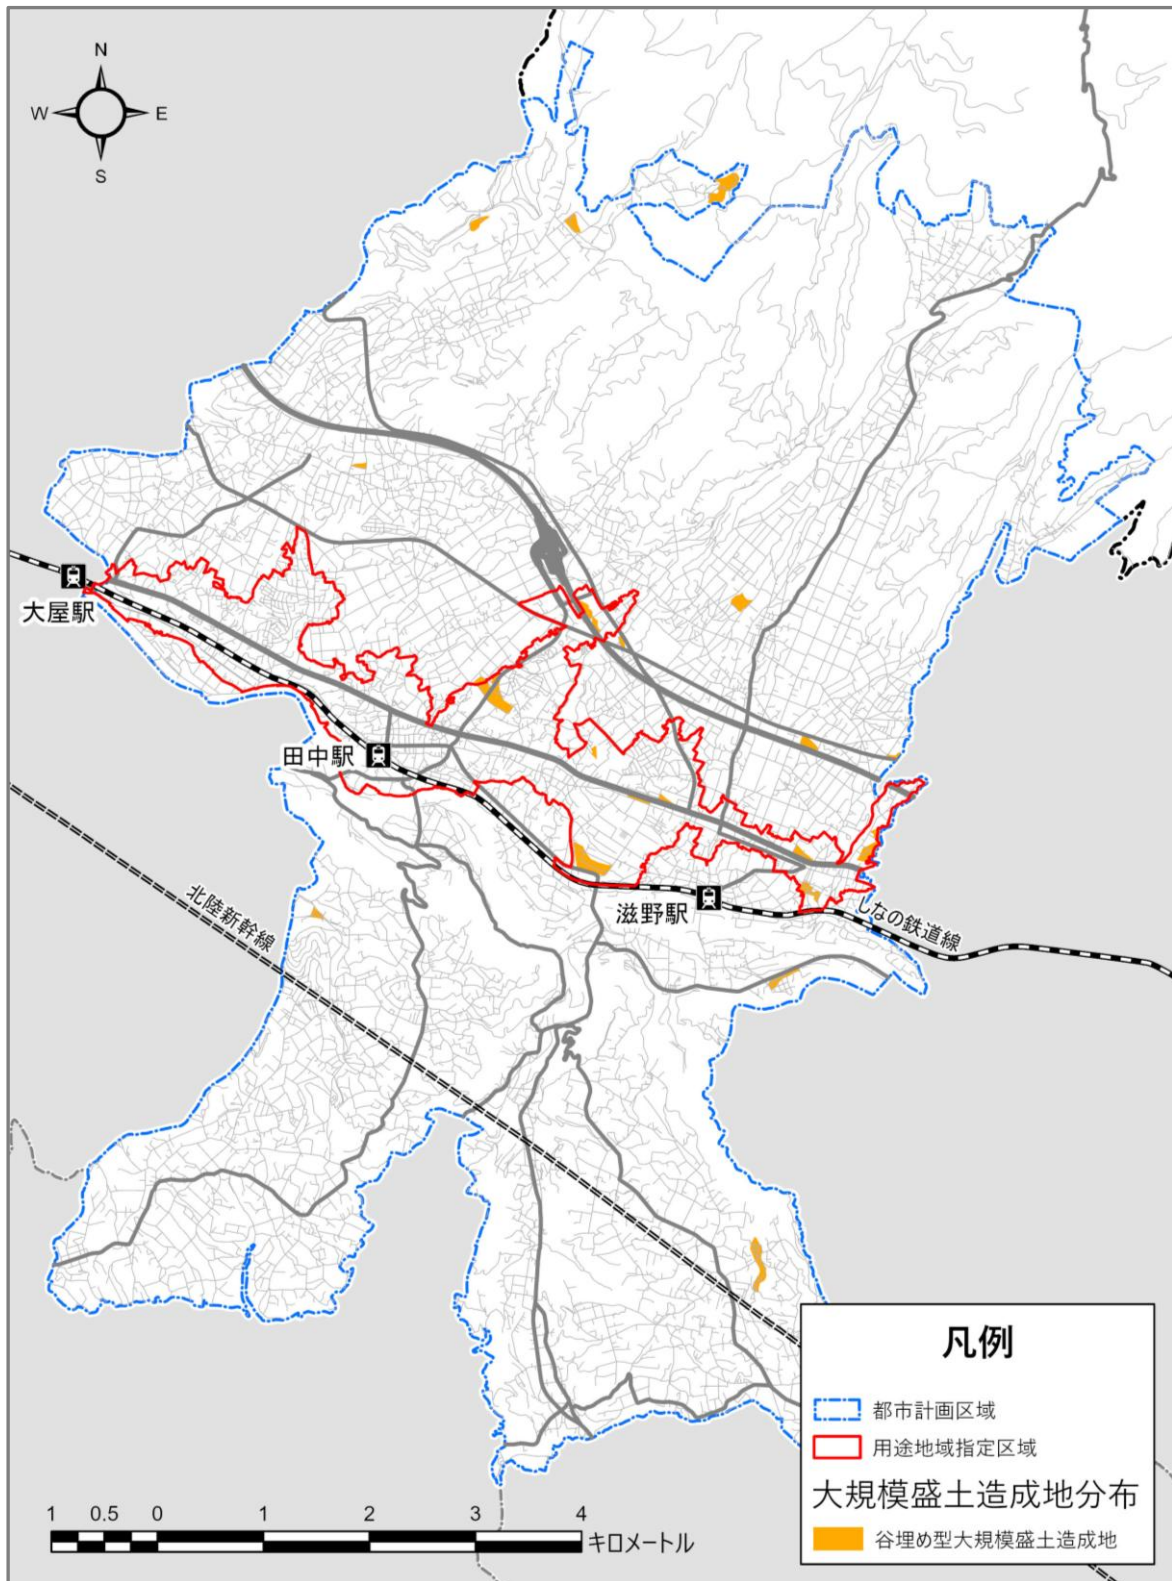 N
W E
S
大屋駅
田中駅
滋野駅
しなの鉄道線
北陸新幹線
凡例
都市計画区域
用途地域指定区域
大規模盛土造成地分布
谷埋め型大規模盛土造成地
1 0.5 0 1 2 3 4
キロメートル